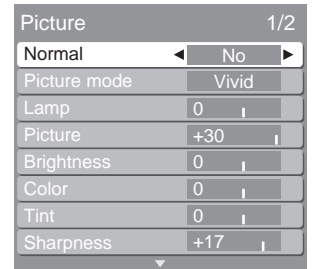 Picture 1/2
Normal No
Picture mode Vivid
Lamp 0
Picture +30
Brightness 0
Color 0
Tint 0
Sharpness +17